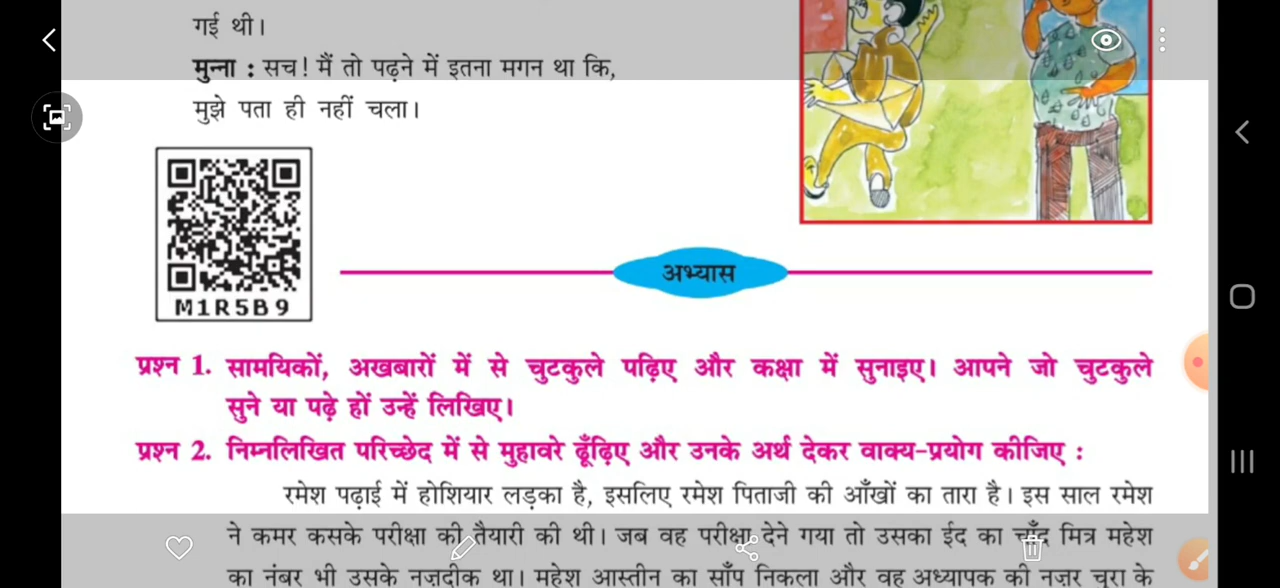 गई थी।
मुन्ना : सच! मैं तो पढ़ने में इतना मगन था कि,
मुझे पता ही नहीं चला।
M1R5B9
अभ्यास
प्रश्न 1. सामयिकों, अखबारों में से चुटकुले पढ़िए और कक्षा में सुनाइए। आपने जो चुटकुले
सुने या पढ़े हों उन्हें लिखिए।
प्रश्न 2. निम्नलिखित परिच्छेद में से मुहावरे ढूँढ़िए और उनके अर्थ देकर वाक्य-प्रयोग कीजिए :
रमेश पढ़ाई में होशियार लड़का है, इसलिए रमेश पिताजी की आँखों का तारा है। इस साल रमेश
ने कमर कसके परीक्षा की तैयारी की थी। जब वह परीक्षा देने गया तो उसका ईद का चाँद मित्र महेश
का नंबर भी उसके नज़दीक था। महेश आस्तीन का साँप निकला और वह अध्यापक की नज़र चूरा के